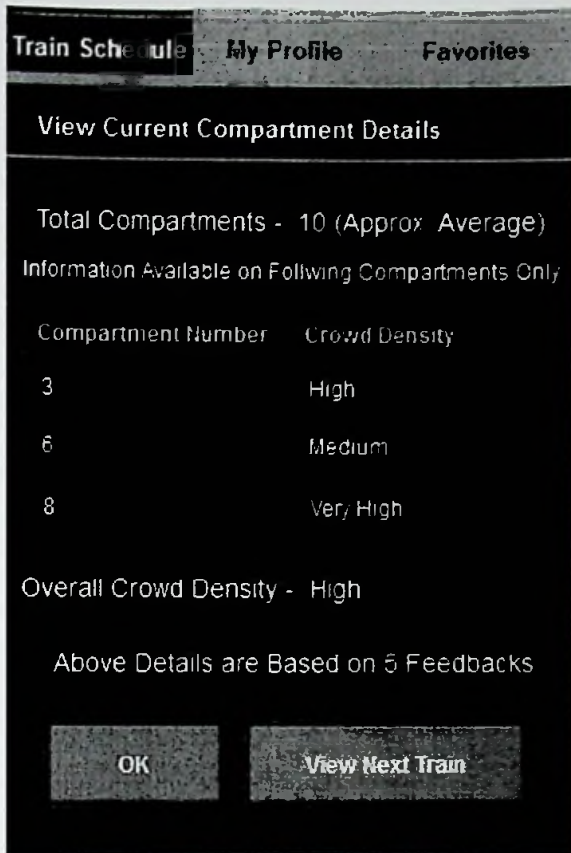 Train Schedule My Profile Favorites
View Current Compartment Details
Total Compartments - 10 (Approx Average)
Information Available on Follwing Compartments Only
Compartment Number Crowd Density
3 High
6 Medium
8 Very High
Overall Crowd Density - High
Above Details are Based on 5 Feedbacks
OK View Next Train